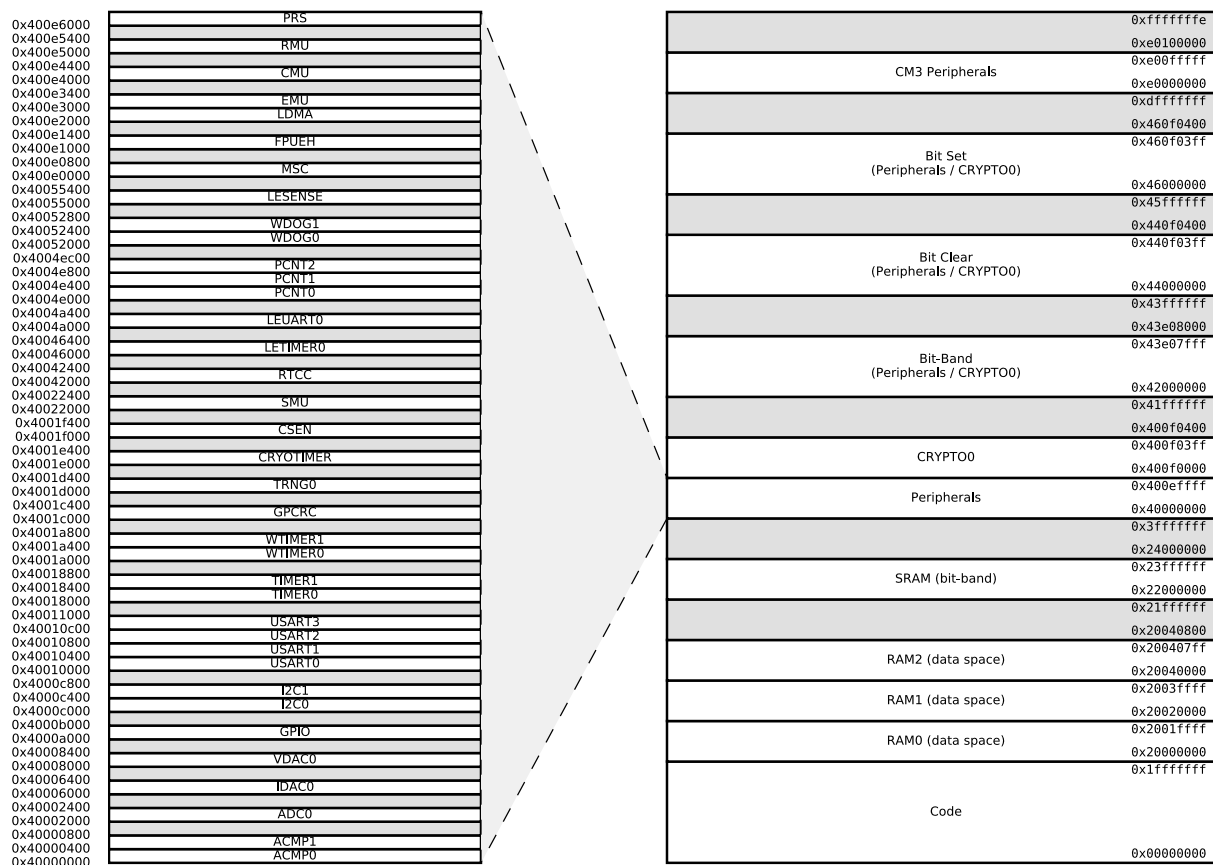 PRS
0x400e6000
0x400e5400
RMU
0x400e5000
0x400e4400
CMU
0x400e4000
0x400e3400
EMU
0x400e3000
LDMA
0x400e2000
0x400e1400
FPUEH
0x400e1000
0x400e0800
MSC
0x400e0000
0x40055400
LESENSE
0x40055000
0x40052800
WDOG1
0x40052400
WDOG0
0x40052000
0x4004ec00
PCNT2
0x4004e800
PCNT1
0x4004e400
PCNT0
0x4004e000
0x4004a400
LEUART0
0x4004a000
0x40046400
LETIMER0
0x40046000
0x40042400
RTCC
0x40042000
0x40022400
SMU
0x40022000
0x4001f400
CSEN
0x4001f000
0x4001e400
CRYOTIMER
0x4001e000
0x4001d400
TRNG0
0x4001d000
0x4001c400
GPCRC
0x4001c000
0x4001a800
WTIMER1
0x4001a400
WTIMER0
0x4001a000
0x40018800
TIMER1
0x40018400
TIMER0
0x40018000
0x40011000
USART3
0x40010c00
USART2
0x40010800
USART1
0x40010400
USART0
0x40010000
0x4000c800
I2C1
0x4000c400
I2C0
0x4000c000
0x4000b000
GPIO
0x4000a000
0x40008400
VDAC0
0x40008000
0x40006400
IDAC0
0x40006000
0x40002400
ADC0
0x40002000
0x40000800
ACMP1
0x40000400
ACMP0
0x40000000
0xfffffffe
0xe0100000
0xe00fffff
CM3 Peripherals
0xe0000000
0xdfffffff
0x460f0400
0x460f03ff
Bit Set
(Peripherals / CRYPTO0)
0x46000000
0x45ffffff
0x440f0400
0x440f03ff
Bit Clear
(Peripherals / CRYPTO0)
0x44000000
0x43ffffff
0x43e08000
0x43e07fff
Bit-Band
(Peripherals / CRYPTO0)
0x42000000
0x41ffffff
0x400f0400
0x400f03ff
CRYPTO0
0x400f0000
0x400effff
Peripherals
0x40000000
0x3fffffff
0x24000000
0x23ffffff
SRAM (bit-band)
0x22000000
0x21ffffff
0x20040800
0x200407ff
RAM2 (data space)
0x20040000
0x2003ffff
RAM1 (data space)
0x20020000
0x2001ffff
RAM0 (data space)
0x20000000
0x1fffffff
Code
0x00000000